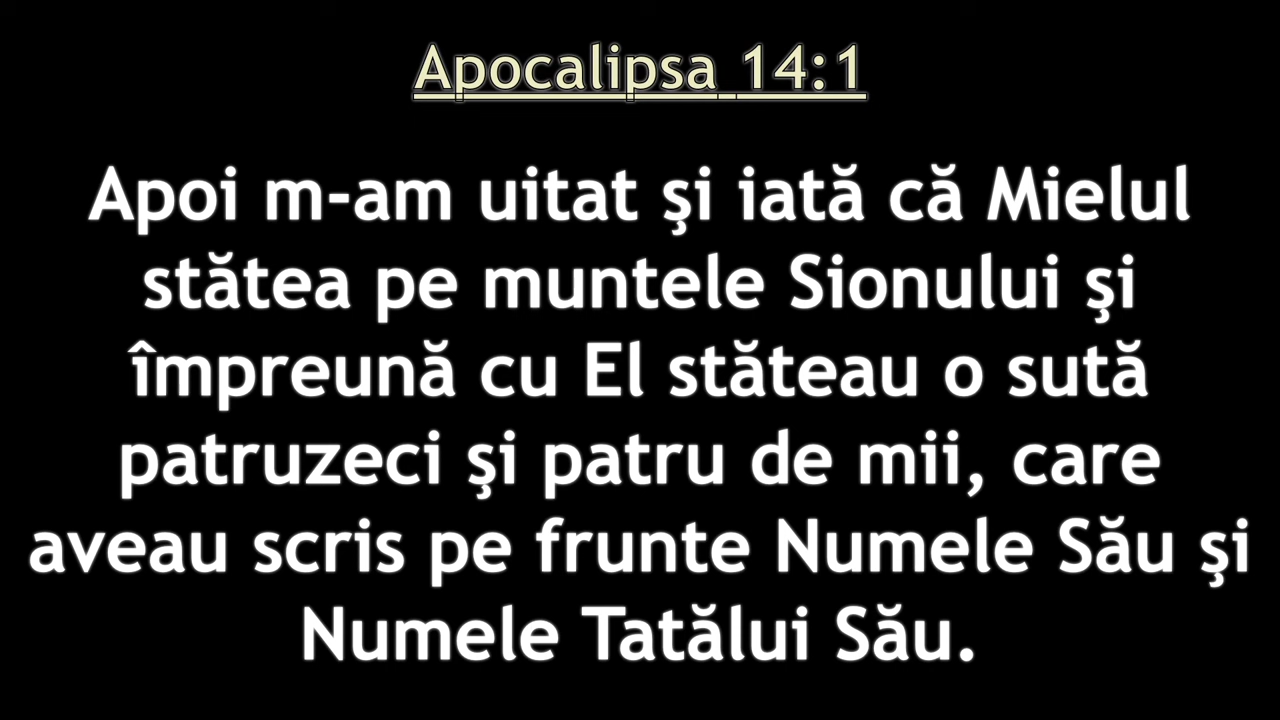 Apocalipsa 14:1
Apoi m-am uitat şi iată că Mielul
stătea pe muntele Sionului şi
împreună cu El stăteau o sută
patruzeci şi patru de mii, care
aveau scris pe frunte Numele Său şi
Numele Tatălui Său.